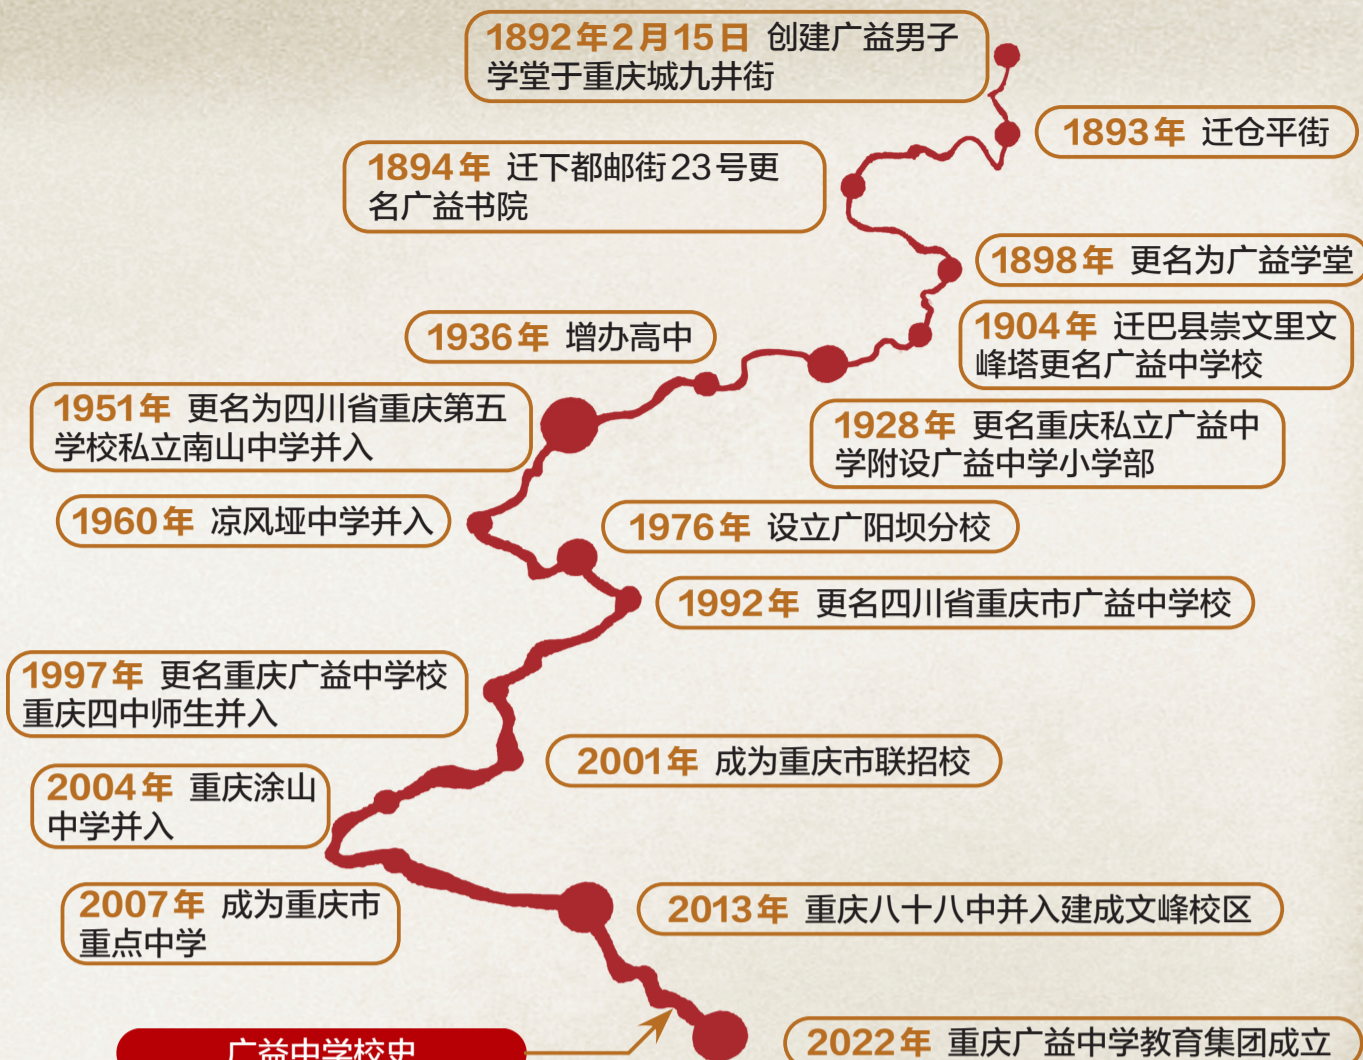 1892年2月15日 创建广益男子
学堂于重庆城九井街
1893年 迁仓平街
1894年 迁下都邮街23号更
名广益书院
1898年 更名为广益学堂
1904年 迁巴县崇文里文
峰塔更名广益中学校
1936年 增办高中
1928年 更名重庆私立广益中
学附设广益中学小学部
1951年 更名为四川省重庆第五
学校私立南山中学并入
1960年 凉风垭中学并入
1976年 设立广阳坝分校
1992年 更名四川省重庆市广益中学校
1997年 更名重庆广益中学校
重庆四中师生并入
2001年 成为重庆市联招校
2004年 重庆涂山
中学并入
2007年 成为重庆市
重点中学
2013年 重庆八十八中并入建成文峰校区
2022年 重庆广益中学教育集团成立
广益中学校史